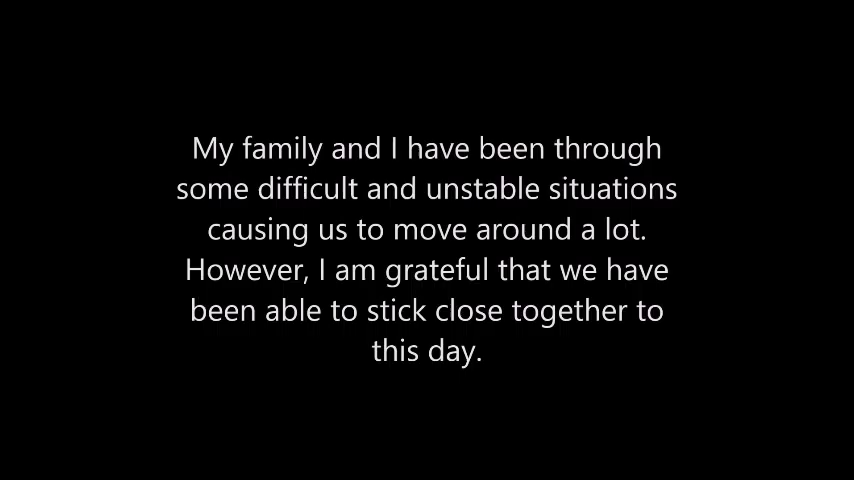 My family and I have been through
some difficult and unstable situations
causing us to move around a lot.
However, I am grateful that we have
been able to stick close together to
this day.